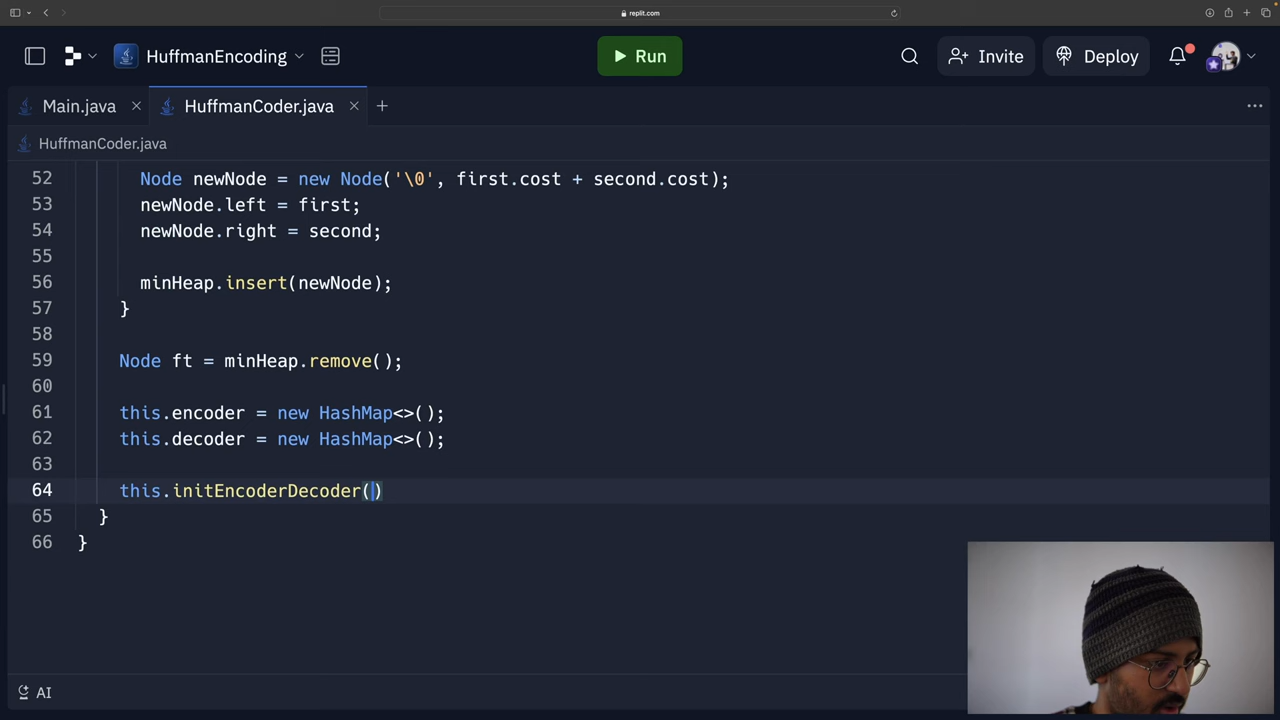 replit.com
HuffmanEncoding
Run
Invite
Deploy
Main.java
HuffmanCoder.java
HuffmanCoder.java
52 Node newNode = new Node('\0', first.cost + second.cost);
53 newNode.left = first;
54 newNode.right = second;
55
56 minHeap.insert(newNode);
57 }
58
59 Node ft = minHeap.remove();
60
61 this.encoder = new HashMap<>();
62 this.decoder = new HashMap<>();
63
64 this.initEncoderDecoder()
65 }
66 }
AI